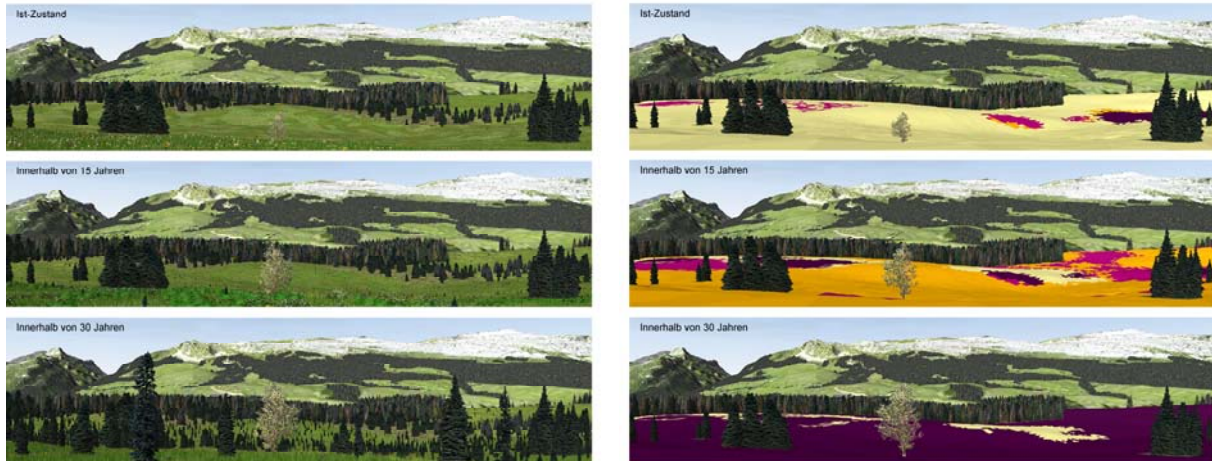 Ist-Zustand
Ist-Zustand
Innerhalb von 15 Jahren
Innerhalb von 15 Jahren
Innerhalb von 30 Jahren
Innerhalb von 30 Jahren